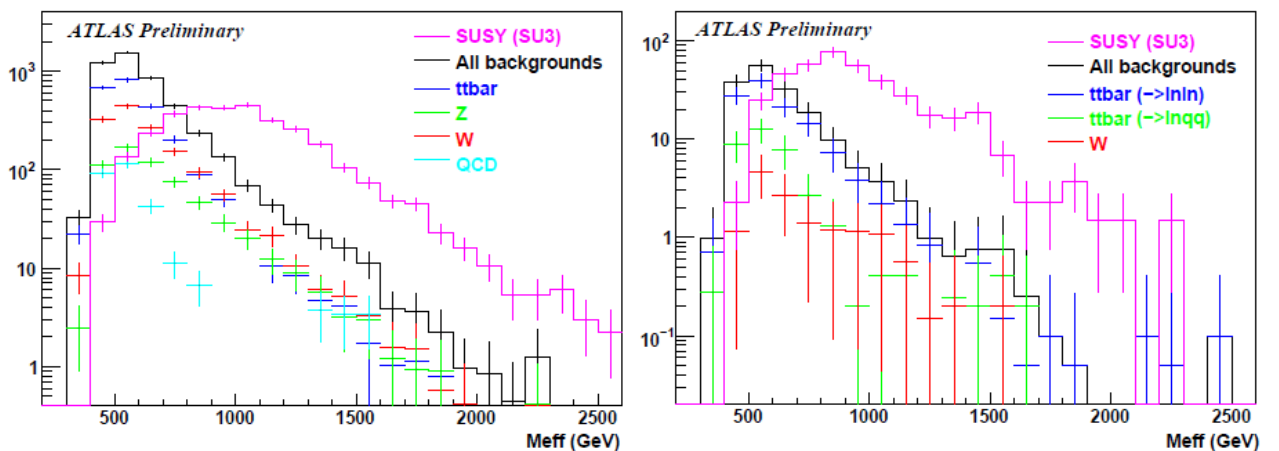 ATLAS Preliminary
SUSY (SU3)
All backgrounds
ttbar
Z
W
QCD
10³
10²
10
1
500 1000 1500 2000 2500
Meff (GeV)
ATLAS Preliminary
SUSY (SU3)
All backgrounds
ttbar (−>lnln)
ttbar (−>lnqq)
W
10²
10
1
10⁻¹
500 1000 1500 2000 2500
Meff (GeV)